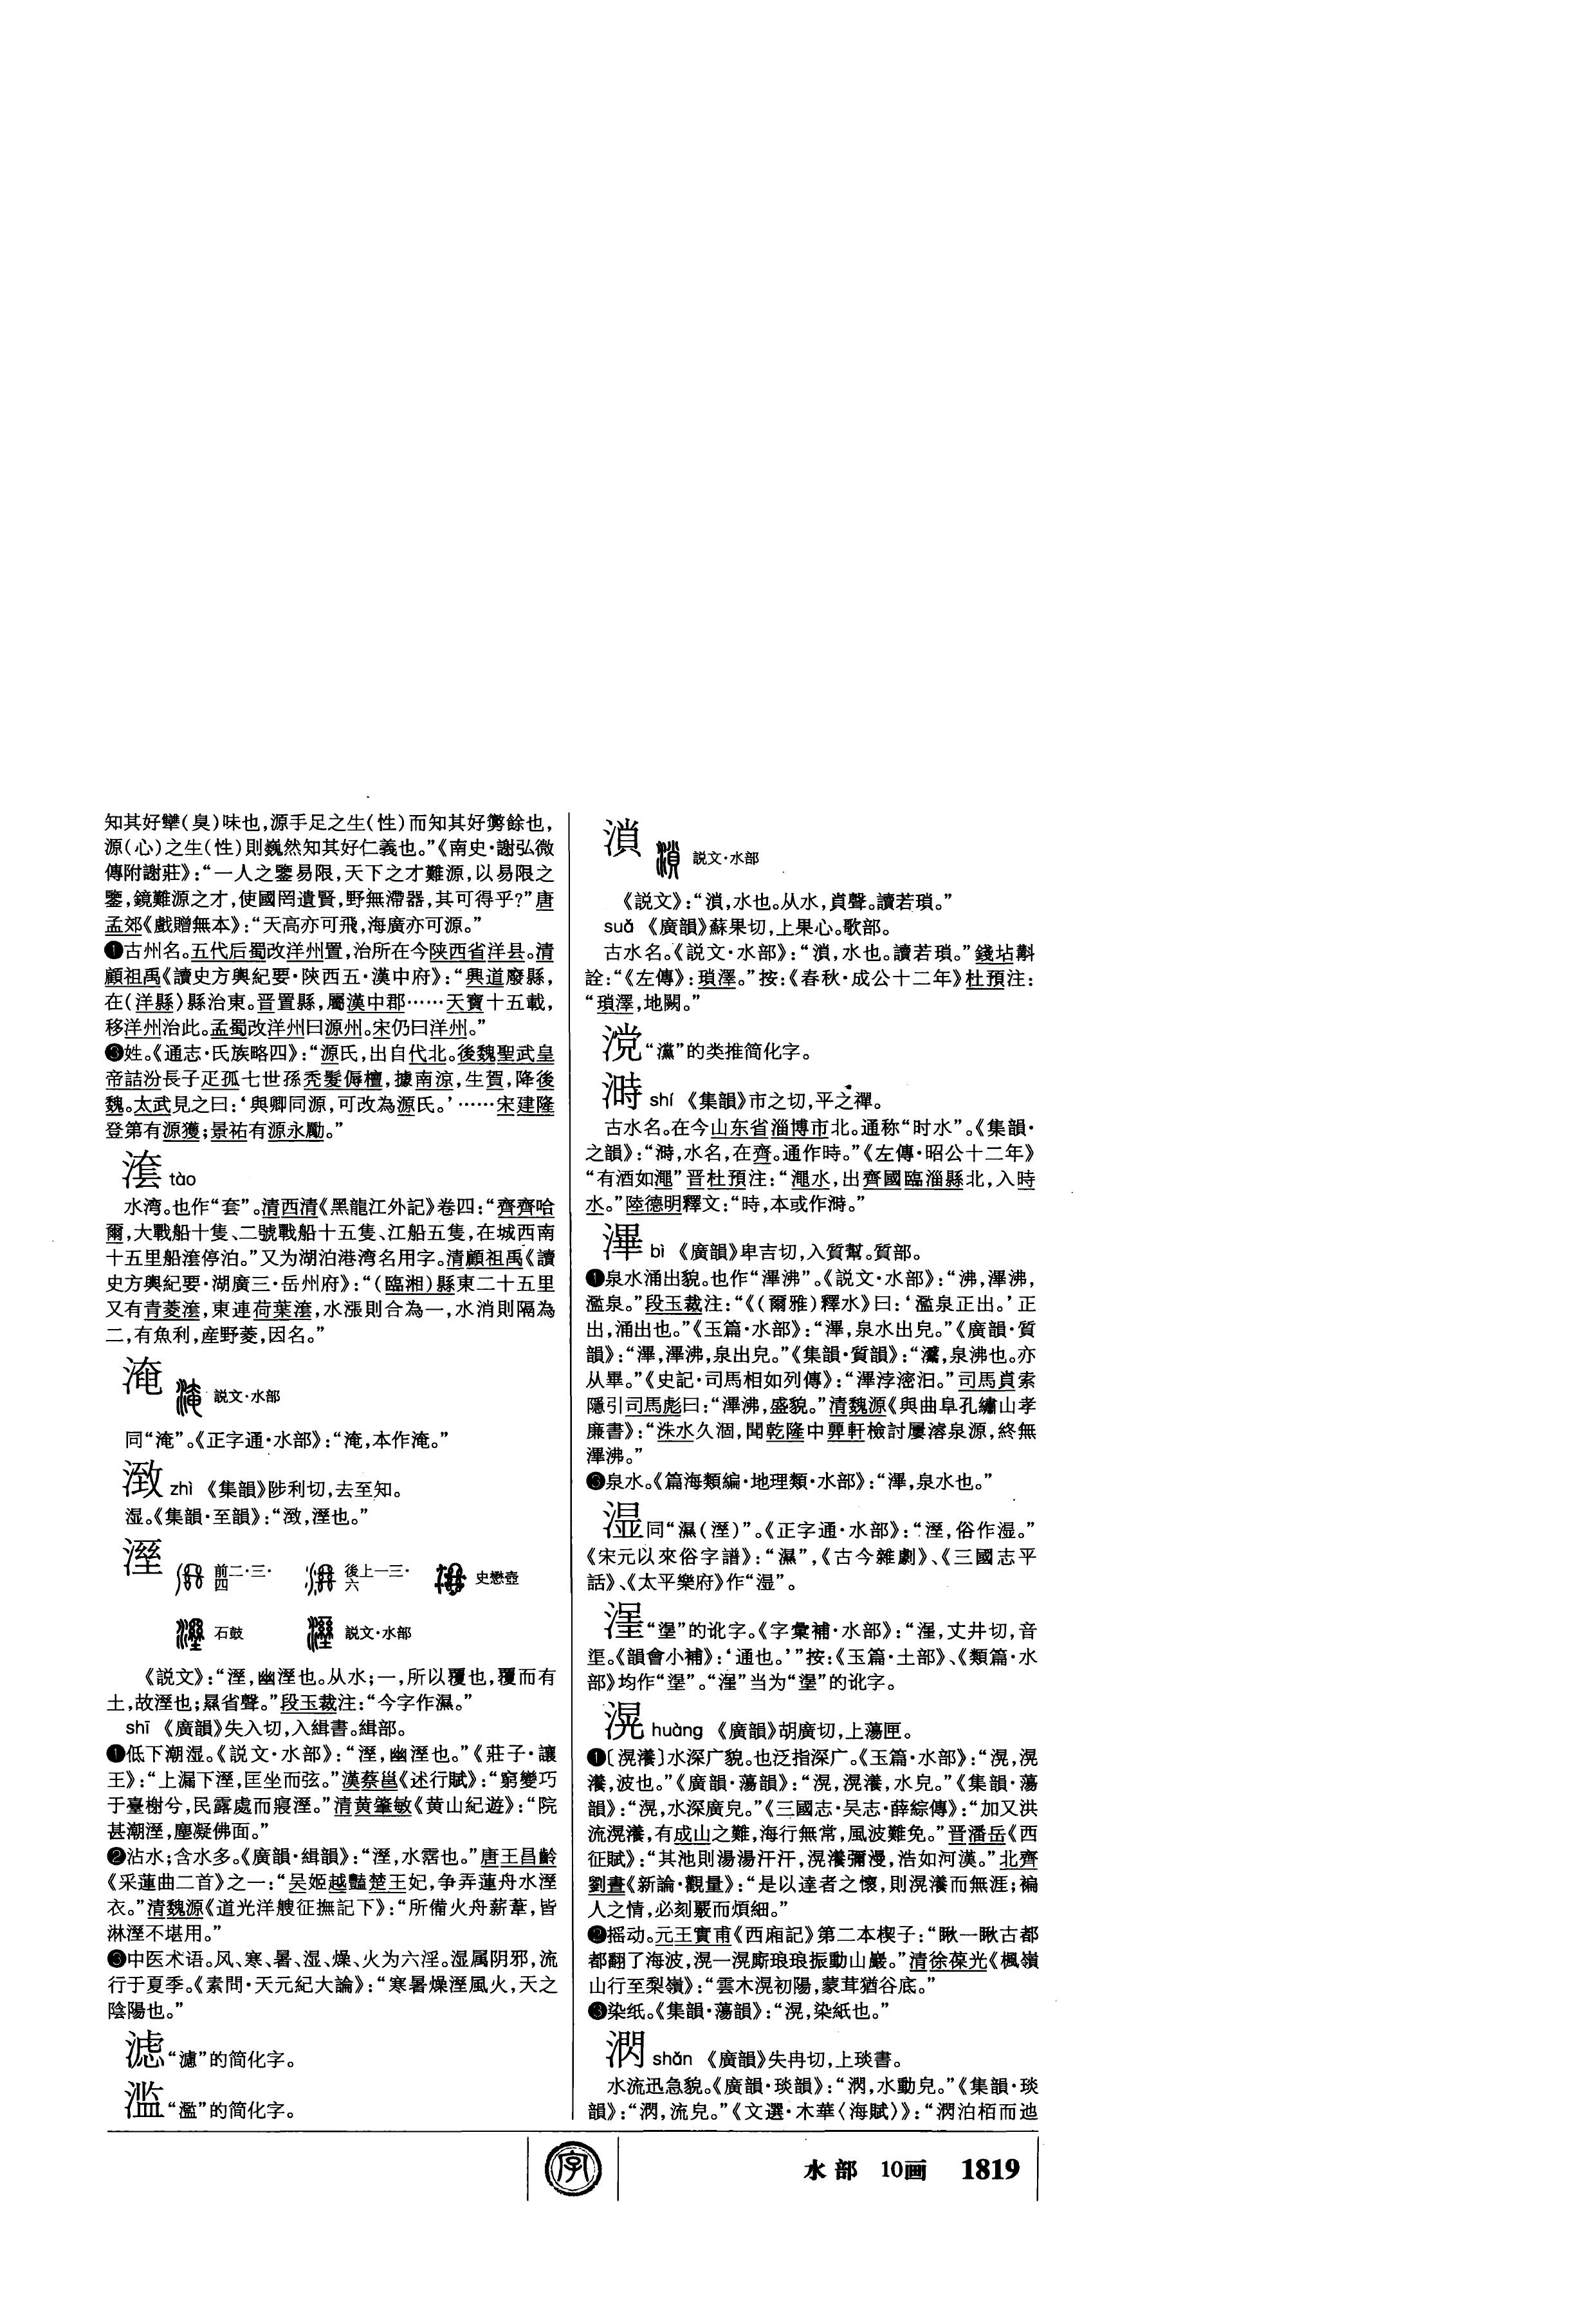 知其好犨(臭)味也,源手足之生(性)而知其好勞餘也,
源(心)之生(性)則巍然知其好仁義也。”《南史·謝弘微
傳附謝莊》:“一人之鑒易限,天下之才難源,以易限之
鑒,鏡難源之才,使國罔遺賢,野無滯器,其可得乎?”唐
孟郊《戲贈無本》:“天高亦可飛,海廣亦可源。”
❶古州名。五代后蜀改洋州置,治所在今陕西省洋县。清
顧祖禹《讀史方輿紀要·陝西五·漢中府》:“興道廢縣,
在(洋縣)縣治東。晋置縣,屬漢中郡……天寶十五載,
移洋州治此。孟蜀改洋州曰源州。宋仍曰洋州。”
❸姓。《通志·氏族略四》:“源氏,出自代北。後魏聖武皇
帝詰汾長子疋孤七世孫禿髮傉檀,據南涼,生賀,降後
魏。太武見之曰:‘與卿同源,可改為源氏。’……宋建隆
登第有源獲;景祐有源永勵。”
滀 tào
水湾。也作“套”。清西清《黑龍江外記》卷四:“齊齊哈
爾,大戰船十隻、二號戰船十五隻、江船五隻,在城西南
十五里船㴞停泊。”又为湖泊港湾名用字。清顧祖禹《讀
史方輿紀要·湖廣三·岳州府》:“(臨湘)縣東二十五里
又有青菱㴞,東連荷葉㴞,水漲則合為一,水消則隔為
二,有魚利,産野菱,因名。”
淹 説文·水部
同“淹”。《正字通·水部》:“淹,本作淹。”
潪 zhì 《集韻》陟利切,去至知。
湿。《集韻·至韻》:“㴛,溼也。”
溼 前二·三·四 後上一三·六 史懋壺
石鼓 説文·水部
《説文》:“溼,幽溼也。从水;一,所以覆也,覆而有
土,故溼也;㬎省聲。”段玉裁注:“今字作濕。”
shī 《廣韻》失入切,入緝書。緝部。
❶低下潮湿。《説文·水部》:“溼,幽溼也。”《莊子·讓
王》:“上漏下溼,匡坐而弦。”漢蔡邕《述行賦》:“窮變巧
于臺榭兮,民露處而寢溼。”清黄肇敏《黄山紀遊》:“院
甚潮溼,塵凝佛面。”
❷沾水;含水多。《廣韻·緝韻》:“溼,水霑也。”唐王昌齡
《采蓮曲二首》之一:“吴姬越豔楚王妃,争弄蓮舟水溼
衣。”清魏源《道光洋艘征撫記下》:“所備火舟薪葦,皆
淋溼不堪用。”
❸中医术语。风、寒、暑、湿、燥、火为六淫。湿属阴邪,流
行于夏季。《素問·天元紀大論》:“寒暑燥溼風火,天之
陰陽也。”
滤 “濾”的简化字。
滥 “濫”的简化字。
溑 説文·水部
《説文》:“溑,水也。从水,貟聲。讀若瑣。”
suǎ 《廣韻》蘇果切,上果心。歌部。
古水名。《説文·水部》:“溑,水也。讀若瑣。”錢坫斠
詮:“《左傳》:瑣澤。”按:《春秋·成公十二年》杜預注:
“瑣澤,地闕。”
𣸣 “灙”的类推简化字。
溡 shí 《集韻》市之切,平之禪。
古水名。在今山东省淄博市北。通称“时水”。《集韻·
之韻》:“溡,水名,在齊。通作時。”《左傳·昭公十二年》
“有酒如澠”晋杜預注:“澠水,出齊國臨淄縣北,入時
水。”陸德明釋文:“時,本或作溡。”
滭 bì 《廣韻》卑吉切,入質幫。質部。
❶泉水涌出貌。也作“滭沸”。《説文·水部》:“沸,滭沸,
濫泉。”段玉裁注:“《(爾雅)釋水》曰:‘濫泉正出。’正
出,涌出也。”《玉篇·水部》:“滭,泉水出皃。”《廣韻·質
韻》:“滭,滭沸,泉出皃。”《集韻·質韻》:“㶉,泉沸也。亦
从畢。”《史記·司馬相如列傳》:“滭浡滵汩。”司馬貞索
隱引司馬彪曰:“滭沸,盛貌。”清魏源《與曲阜孔繡山孝
廉書》:“洙水久涸,聞乾隆中㢲軒檢討屢濬泉源,終無
滭沸。”
❸泉水。《篇海類編·地理類·水部》:“滭,泉水也。”
湿 同“濕(溼)”。《正字通·水部》:“溼,俗作湿。”
《宋元以來俗字譜》:“濕”,《古今雜劇》、《三國志平
話》、《太平樂府》作“湿”。
浧 “塣”的讹字。《字彙補·水部》:“湦,丈井切,音
埕。《韻會小補》:‘通也。’”按:《玉篇·土部》、《類篇·水
部》均作“塣”。“湦”当为“塣”的讹字。
滉 huàng 《廣韻》胡廣切,上蕩匣。
❶〔滉瀁〕水深广貌。也泛指深广。《玉篇·水部》:“滉,滉
瀁,波也。”《廣韻·蕩韻》:“滉,滉瀁,水皃。”《集韻·蕩
韻》:“滉,水深廣皃。”《三國志·吴志·薛綜傳》:“加又洪
流滉瀁,有成山之難,海行無常,風波難免。”晋潘岳《西
征賦》:“其池則湯湯汗汗,滉瀁彌漫,浩如河漢。”北齊
劉晝《新論·觀量》:“是以達者之懷,則滉瀁而無涯;褊
人之情,必刻覈而煩細。”
❷摇动。元王實甫《西廂記》第二本楔子:“瞅一瞅古都
都翻了海波,滉一滉廝琅琅振動山巖。”清徐葆光《楓嶺
山行至梨嶺》:“雲木滉初陽,蒙茸猶谷底。”
❸染纸。《集韻·蕩韻》:“滉,染紙也。”
潤 shǎn 《廣韻》失冉切,上琰書。
水流迅急貌。《廣韻·琰韻》:“㴸,水動皃。”《集韻·琰
韻》:“㴸,流皃。”《文選·木華〈海賦〉》:“㴸泊栢而迆
字
水部 10画 1819